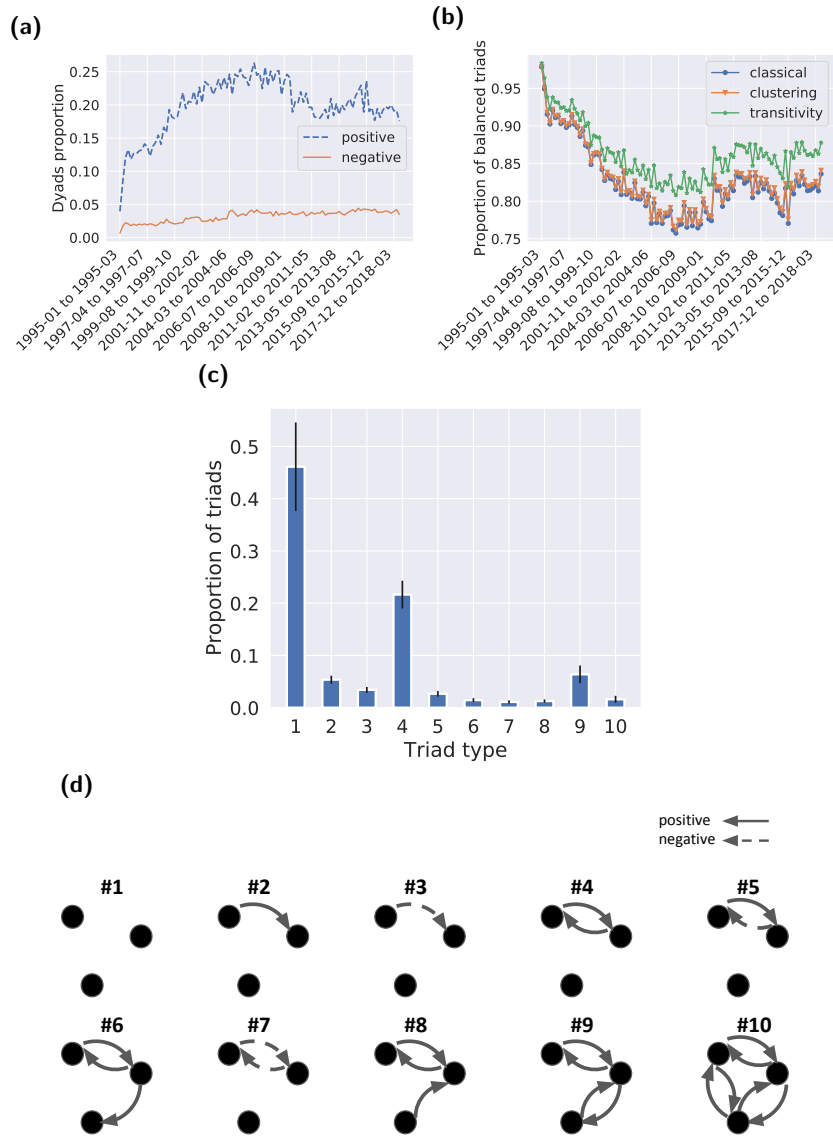 (a)
Dyads proportion
0.25
0.20
0.15
0.10
0.05
0.00
positive
negative
1995-01 to 1995-03
1997-04 to 1997-07
1999-08 to 1999-10
2001-11 to 2002-02
2004-03 to 2004-06
2006-07 to 2006-09
2008-10 to 2009-01
2011-02 to 2011-05
2013-05 to 2013-08
2015-09 to 2015-12
2017-12 to 2018-03
(b)
Proportion of balanced triads
0.95
0.90
0.85
0.80
0.75
classical
clustering
transitivity
1995-01 to 1995-03
1997-04 to 1997-07
1999-08 to 1999-10
2001-11 to 2002-02
2004-03 to 2004-06
2006-07 to 2006-09
2008-10 to 2009-01
2011-02 to 2011-05
2013-05 to 2013-08
2015-09 to 2015-12
2017-12 to 2018-03
(c)
Proportion of triads
0.5
0.4
0.3
0.2
0.1
0.0
1 2 3 4 5 6 7 8 9 10
Triad type
(d)
positive
negative
#1 #2 #3 #4 #5
#6 #7 #8 #9 #10